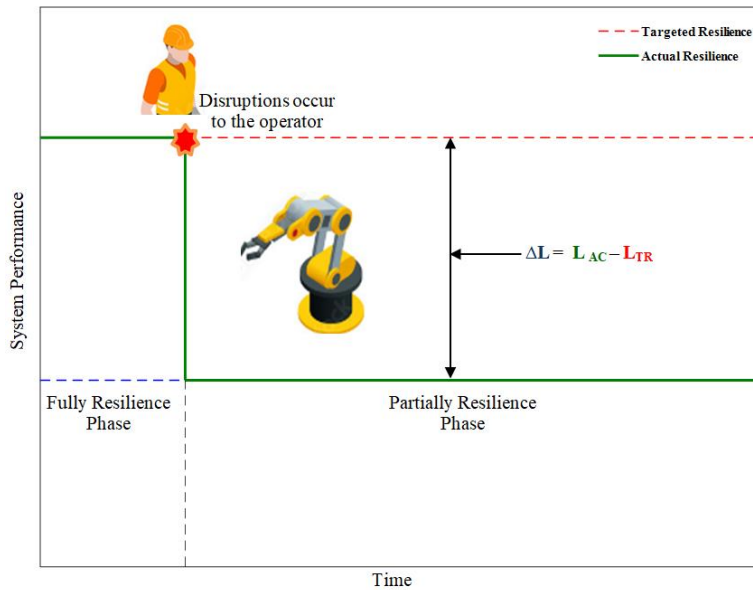 Targeted Resilience
Actual Resilience
Disruptions occur
to the operator
System Performance
ΔL = L AC – LTR
Fully Resilience
Phase
Partially Resilience
Phase
Time